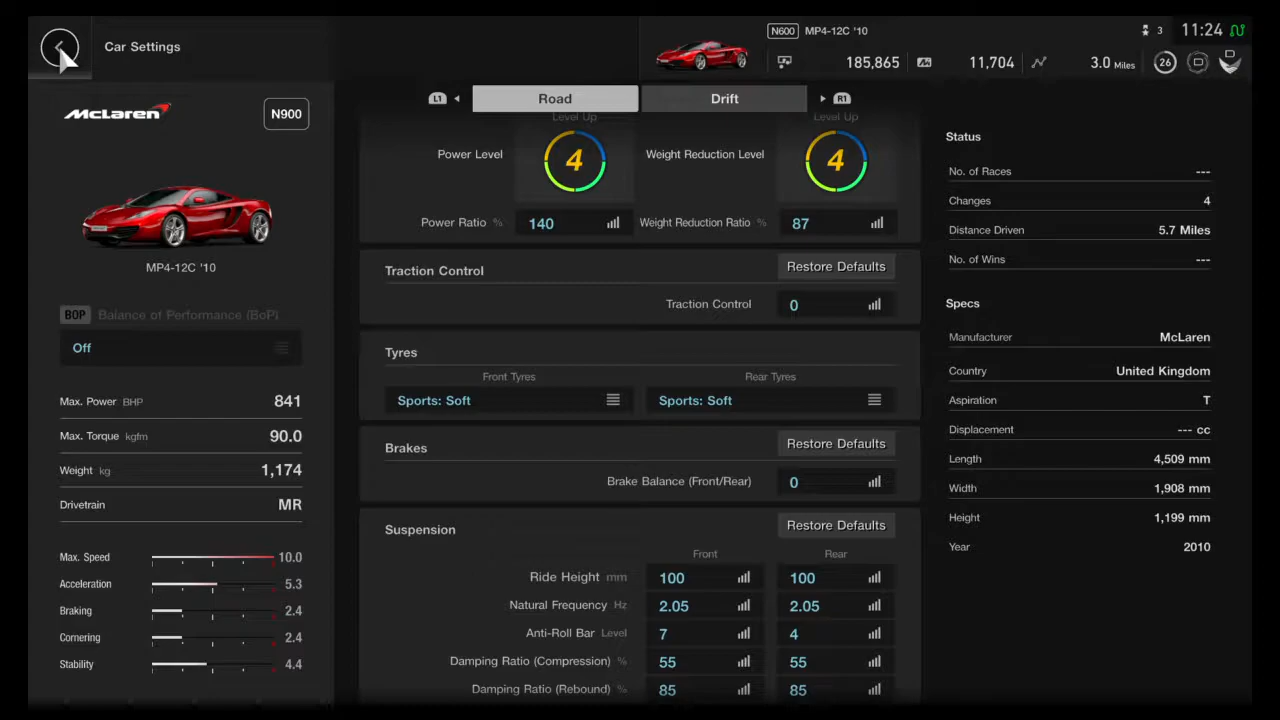 Car Settings
N600 MP4-12C '10
3
11:24
185,865
11,704
3.0 Miles
26
McLaren
N900
MP4-12C '10
BOP Balance of Performance (BoP)
Off
Max. Power BHP 841
Max. Torque kgfm 90.0
Weight kg 1,174
Drivetrain MR
Max. Speed 10.0
Acceleration 5.3
Braking 2.4
Cornering 2.4
Stability 4.4
L1 Road Drift R1
Level Up Level Up
Power Level 4 Weight Reduction Level 4
Power Ratio % 140 Weight Reduction Ratio % 87
Traction Control Restore Defaults
Traction Control 0
Tyres
Front Tyres Rear Tyres
Sports: Soft Sports: Soft
Brakes Restore Defaults
Brake Balance (Front/Rear) 0
Suspension Restore Defaults
Front Rear
Ride Height mm 100 100
Natural Frequency Hz 2.05 2.05
Anti-Roll Bar Level 7 4
Damping Ratio (Compression) % 55 55
Damping Ratio (Rebound) % 85 85
Status
No. of Races ---
Changes 4
Distance Driven 5.7 Miles
No. of Wins ---
Specs
Manufacturer McLaren
Country United Kingdom
Aspiration T
Displacement --- cc
Length 4,509 mm
Width 1,908 mm
Height 1,199 mm
Year 2010